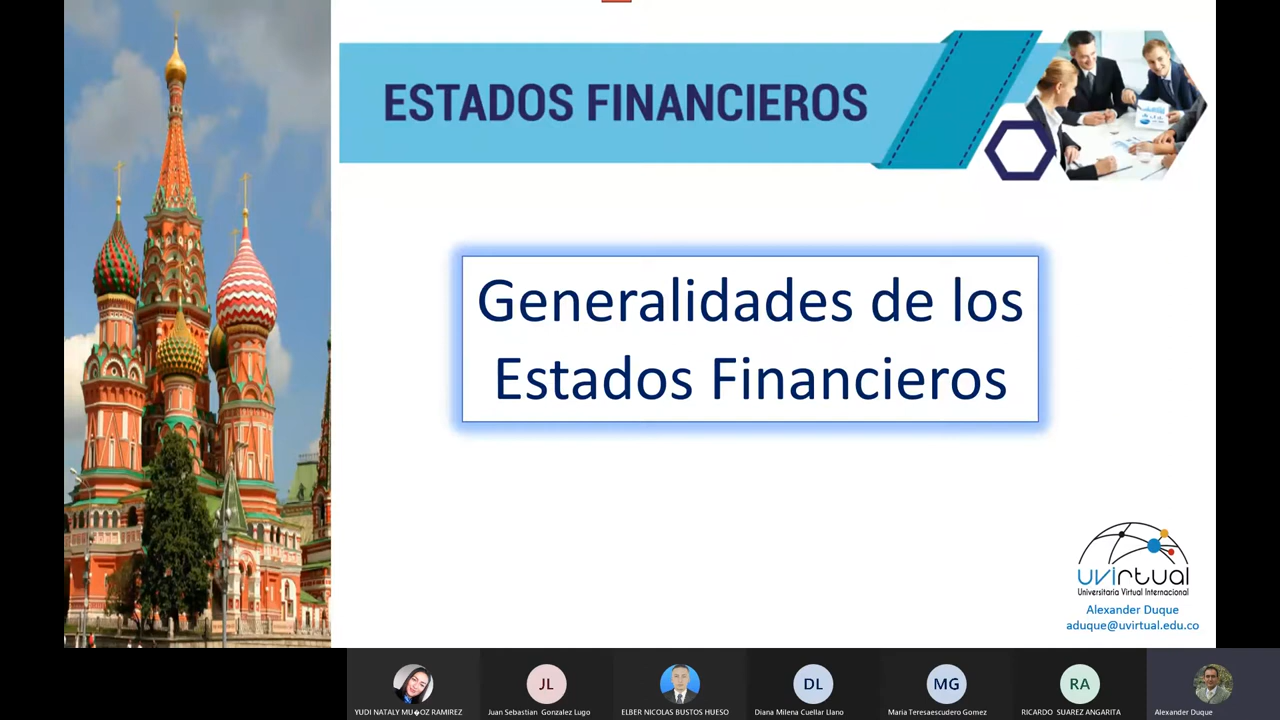 ESTADOS FINANCIEROS
Generalidades de los
Estados Financieros
uvirtual
Universitaria Virtual Internacional
Alexander Duque
aduque@uvirtual.edu.co
JL
DL
MG
RA
YUDI NATALY MU�OZ RAMIREZ
Juan Sebastian Gonzalez Lugo
ELBER NICOLAS BUSTOS HUESO
Diana Milena Cuellar Llano
Maria Teresaescudero Gomez
RICARDO SUAREZ ANGARITA
Alexander Duque